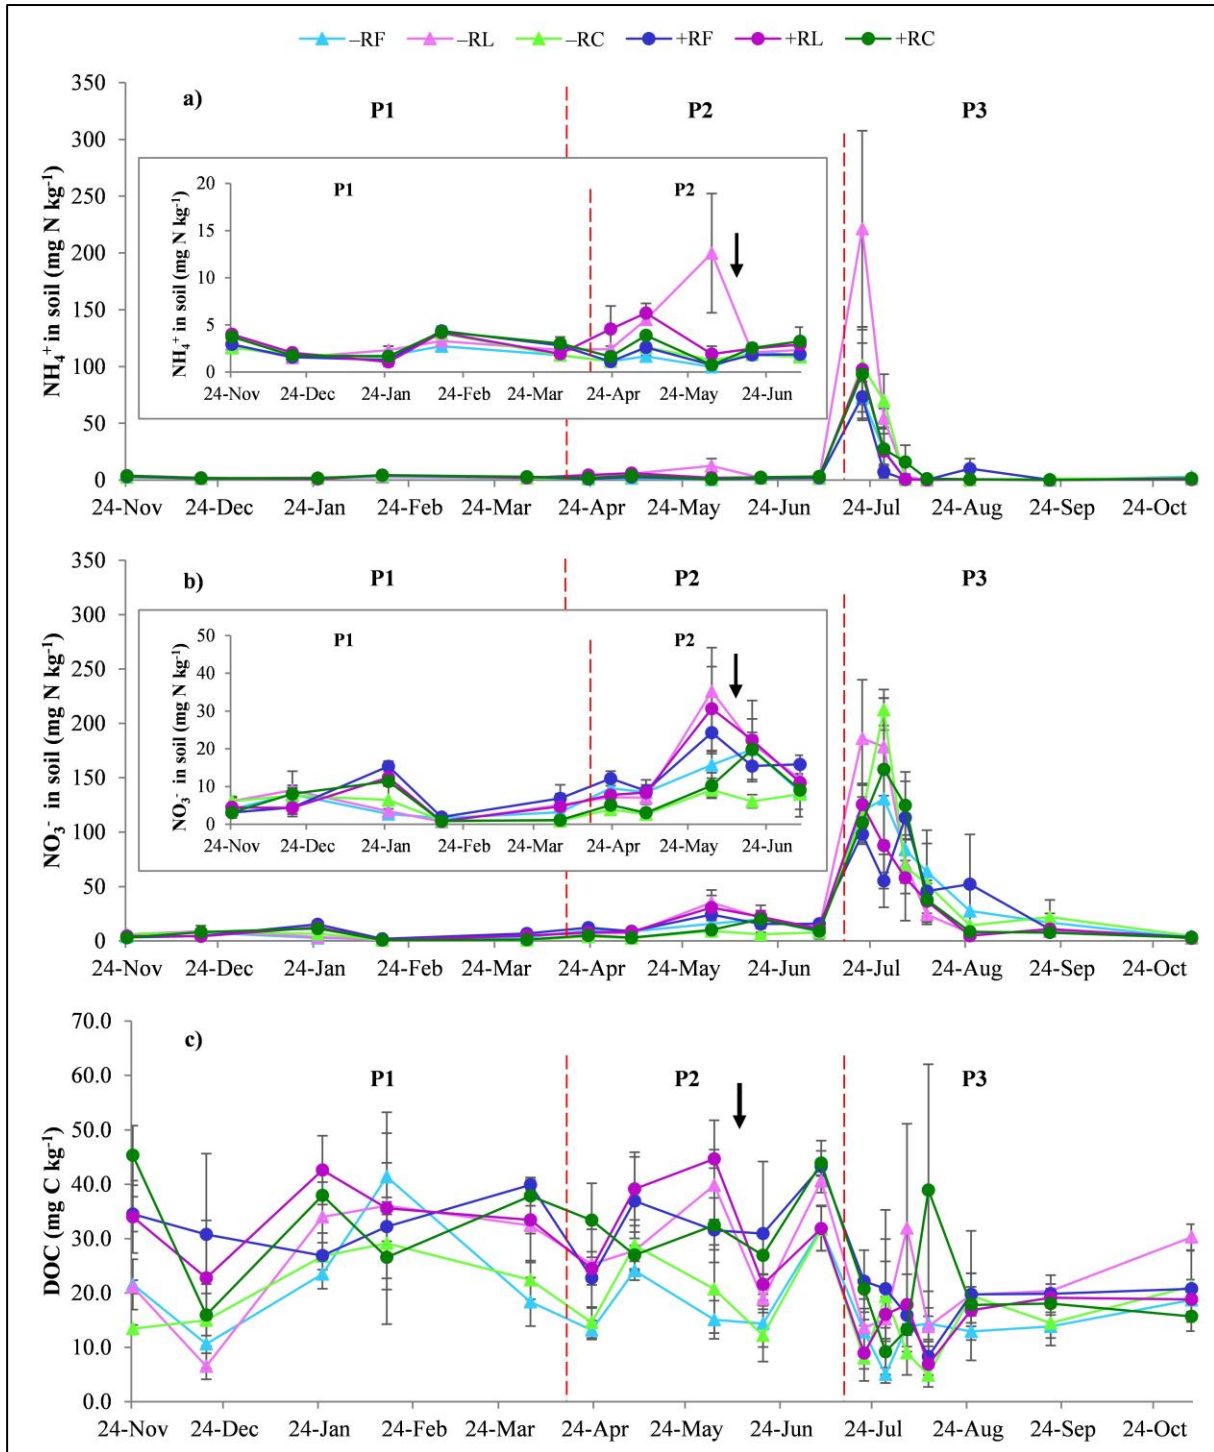 –RF –RL –RC +RF +RL +RC
a)
P1 P2 P3
NH₄⁺ in soil (mg N kg⁻¹)
350
300
250
200
150
100
50
0
24-Nov 24-Dec 24-Jan 24-Feb 24-Mar 24-Apr 24-May 24-Jun 24-Jul 24-Aug 24-Sep 24-Oct
P1 P2
NH₄⁺ in soil (mg N kg⁻¹)
20
15
10
5
0
24-Nov 24-Dec 24-Jan 24-Feb 24-Mar 24-Apr 24-May 24-Jun
b)
P1 P2 P3
NO₃⁻ in soil (mg N kg⁻¹)
350
300
250
200
150
100
50
0
24-Nov 24-Dec 24-Jan 24-Feb 24-Mar 24-Apr 24-May 24-Jun 24-Jul 24-Aug 24-Sep 24-Oct
P1 P2
NO₃⁻ in soil (mg N kg⁻¹)
50
40
30
20
10
0
24-Nov 24-Dec 24-Jan 24-Feb 24-Mar 24-Apr 24-May 24-Jun
c)
P1 P2 P3
DOC (mg C kg⁻¹)
70.0
60.0
50.0
40.0
30.0
20.0
10.0
0.0
24-Nov 24-Dec 24-Jan 24-Feb 24-Mar 24-Apr 24-May 24-Jun 24-Jul 24-Aug 24-Sep 24-Oct